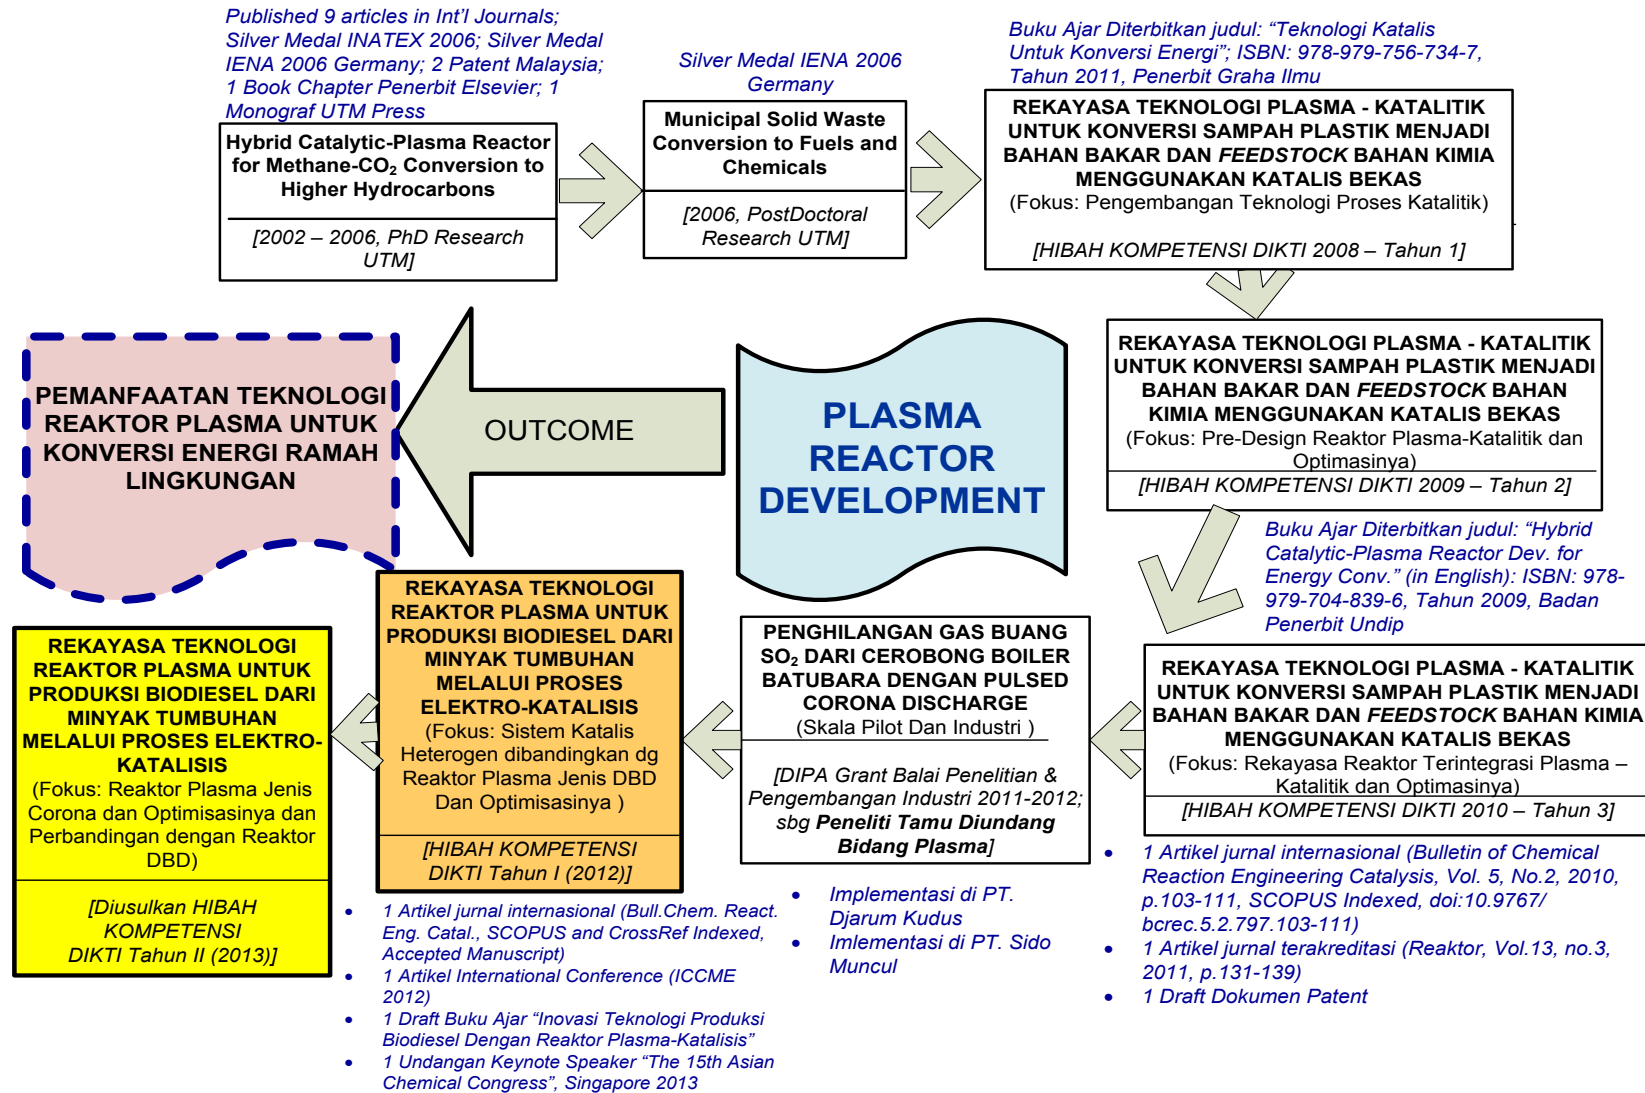 Published 9 articles in Int'l Journals;
Silver Medal INATEX 2006; Silver Medal
IENA 2006 Germany; 2 Patent Malaysia;
1 Book Chapter Penerbit Elsevier; 1
Monograf UTM Press
Hybrid Catalytic-Plasma Reactor
for Methane-CO₂ Conversion to
Higher Hydrocarbons
[2002 – 2006, PhD Research
UTM]
Silver Medal IENA 2006
Germany
Municipal Solid Waste
Conversion to Fuels and
Chemicals
[2006, PostDoctoral
Research UTM]
Buku Ajar Diterbitkan judul: “Teknologi Katalis
Untuk Konversi Energi”; ISBN: 978-979-756-734-7,
Tahun 2011, Penerbit Graha Ilmu
REKAYASA TEKNOLOGI PLASMA - KATALITIK
UNTUK KONVERSI SAMPAH PLASTIK MENJADI
BAHAN BAKAR DAN FEEDSTOCK BAHAN KIMIA
MENGGUNAKAN KATALIS BEKAS
(Fokus: Pengembangan Teknologi Proses Katalitik)
[HIBAH KOMPETENSI DIKTI 2008 – Tahun 1]
REKAYASA TEKNOLOGI PLASMA - KATALITIK
UNTUK KONVERSI SAMPAH PLASTIK MENJADI
BAHAN BAKAR DAN FEEDSTOCK BAHAN
KIMIA MENGGUNAKAN KATALIS BEKAS
(Fokus: Pre-Design Reaktor Plasma-Katalitik dan
Optimasinya)
[HIBAH KOMPETENSI DIKTI 2009 – Tahun 2]
Buku Ajar Diterbitkan judul: “Hybrid
Catalytic-Plasma Reactor Dev. for
Energy Conv.” (in English): ISBN: 978-
979-704-839-6, Tahun 2009, Badan
Penerbit Undip
REKAYASA TEKNOLOGI PLASMA - KATALITIK
UNTUK KONVERSI SAMPAH PLASTIK MENJADI
BAHAN BAKAR DAN FEEDSTOCK BAHAN KIMIA
MENGGUNAKAN KATALIS BEKAS
(Fokus: Rekayasa Reaktor Terintegrasi Plasma –
Katalitik dan Optimasinya)
[HIBAH KOMPETENSI DIKTI 2010 – Tahun 3]
• 1 Artikel jurnal internasional (Bulletin of Chemical
Reaction Engineering Catalysis, Vol. 5, No.2, 2010,
p.103-111, SCOPUS Indexed, doi:10.9767/
bcrec.5.2.797.103-111)
• 1 Artikel jurnal terakreditasi (Reaktor, Vol.13, no.3,
2011, p.131-139)
• 1 Draft Dokumen Patent
PENGHILANGAN GAS BUANG
SO₂ DARI CEROBONG BOILER
BATUBARA DENGAN PULSED
CORONA DISCHARGE
(Skala Pilot Dan Industri )
[DIPA Grant Balai Penelitian &
Pengembangan Industri 2011-2012;
sbg Peneliti Tamu Diundang
Bidang Plasma]
• Implementasi di PT.
Djarum Kudus
• Imlementasi di PT. Sido
Muncul
REKAYASA TEKNOLOGI
REAKTOR PLASMA UNTUK
PRODUKSI BIODIESEL DARI
MINYAK TUMBUHAN
MELALUI PROSES
ELEKTRO-KATALISIS
(Fokus: Sistem Katalis
Heterogen dibandingkan dg
Reaktor Plasma Jenis DBD
Dan Optimisasinya )
[HIBAH KOMPETENSI
DIKTI Tahun I (2012)]
• 1 Artikel jurnal internasional (Bull.Chem. React.
Eng. Catal., SCOPUS and CrossRef Indexed,
Accepted Manuscript)
• 1 Artikel International Conference (ICCME
2012)
• 1 Draft Buku Ajar “Inovasi Teknologi Produksi
Biodiesel Dengan Reaktor Plasma-Katalisis”
• 1 Undangan Keynote Speaker “The 15th Asian
Chemical Congress”, Singapore 2013
REKAYASA TEKNOLOGI
REAKTOR PLASMA UNTUK
PRODUKSI BIODIESEL DARI
MINYAK TUMBUHAN
MELALUI PROSES ELEKTRO-
KATALISIS
(Fokus: Reaktor Plasma Jenis
Corona dan Optimisasinya dan
Perbandingan dengan Reaktor
DBD)
[Diusulkan HIBAH
KOMPETENSI
DIKTI Tahun II (2013)]
PLASMA
REACTOR
DEVELOPMENT
OUTCOME
PEMANFAATAN TEKNOLOGI
REAKTOR PLASMA UNTUK
KONVERSI ENERGI RAMAH
LINGKUNGAN